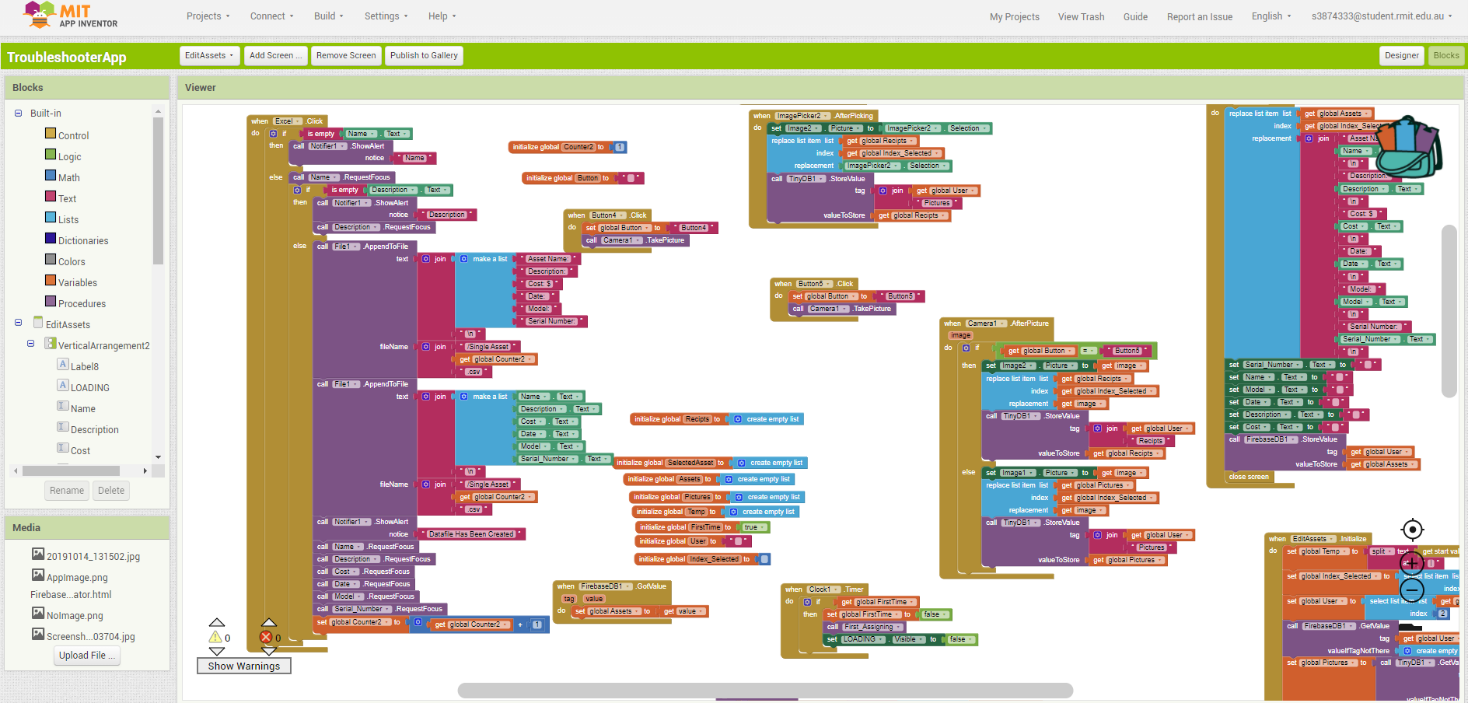 MIT
APP INVENTOR
Projects Connect Build Settings Help My Projects View Trash Guide Report an Issue English s3874333@student.rmit.edu.au
TroubleshooterApp EditAssets Add Screen ... Remove Screen Publish to Gallery Designer Blocks
Blocks
Built-in
Control
Logic
Math
Text
Lists
Dictionaries
Colors
Variables
Procedures
EditAssets
VerticalArrangement2
Label8
LOADING
Name
Description
Cost
Rename Delete
Media
20191014_131502.jpg
AppImage.png
Firebase...ator.html
NoImage.png
Screensh...03704.jpg
Upload File ...
Viewer
when Excel .Click
do if is empty Name . Text
then call Notifier1 .ShowAlert
notice " Name "
else call Name .RequestFocus
if is empty Description . Text
then call Notifier1 .ShowAlert
notice " Description "
call Description .RequestFocus
else call File1 .AppendToFile
text join make a list " Asset Name: "
" Description: "
" Cost: $ "
" Date: "
" Model: "
" Serial Number: "
" \n "
fileName join " /Single Asset "
get global Counter2
" .csv "
call File1 .AppendToFile
text join make a list Name . Text
Description . Text
Cost . Text
Date . Text
Model . Text
Serial_Number . Text
" \n "
fileName join " /Single Asset "
get global Counter2
" .csv "
call Notifier1 .ShowAlert
notice " Datafile Has Been Created "
call Name .RequestFocus
call Description .RequestFocus
call Cost .RequestFocus
call Date .RequestFocus
call Model .RequestFocus
call Serial_Number .RequestFocus
set global Counter2 to get global Counter2 + 1
0 0
Show Warnings
initialize global Counter2 to 1
initialize global Button to " "
when Button4 .Click
do set global Button to " Button4 "
call Camera1 .TakePicture
initialize global Recipts to create empty list
initialize global SelectedAsset to create empty list
initialize global Assets to create empty list
initialize global Pictures to create empty list
initialize global Temp to create empty list
initialize global FirstTime to true
initialize global User to " "
initialize global Index_Selected to
when FirebaseDB1 .GotValue
tag value
do set global Assets to get value
when ImagePicker2 .AfterPicking
do set Image2 . Picture to ImagePicker2 . Selection
replace list item list get global Recipts
index get global Index_Selected
replacement ImagePicker2 . Selection
call TinyDB1 .StoreValue
tag join get global User
" Pictures "
valueToStore get global Recipts
when Button5 .Click
do set global Button to " Button5 "
call Camera1 .TakePicture
when Camera1 .AfterPicture
image
do if get global Button = " Button5 "
then set Image2 . Picture to get image
replace list item list get global Recipts
index get global Index_Selected
replacement get image
call TinyDB1 .StoreValue
tag join get global User
" Recipts "
valueToStore get global Recipts
else set Image1 . Picture to get image
replace list item list get global Pictures
index get global Index_Selected
replacement get image
call TinyDB1 .StoreValue
tag join get global User
" Pictures "
valueToStore get global Pictures
when Clock1 .Timer
do if get global FirstTime
then set global FirstTime to false
call First_Assigning
set LOADING . Visible to false
do replace list item list get global Assets
index get global Index_Selected
replacement join " Asset
Name
" \n "
" Description
Description . Text
" \n "
" Cost: $ "
Cost . Text
" \n "
" Date: "
Date . Text
" \n "
" Model: "
Model . Text
" \n "
" Serial Number: "
Serial_Number . Text
" \n "
set Serial_Number . Text to " "
set Name . Text to " "
set Model . Text to " "
set Date . Text to " "
set Description . Text to " "
set Cost . Text to " "
call FirebaseDB1 .StoreValue
tag get global User
valueToStore get global Assets
close screen
when EditAssets .Initialize
do set global Temp to split text get start
set global Index_Selected to list item list
index
set global User to select list item list get
index 2
call FirebaseDB1 .GetValue
tag get global User
valueIfTagNotThere create empty
set global Pictures to call TinyDB1 .GetVa